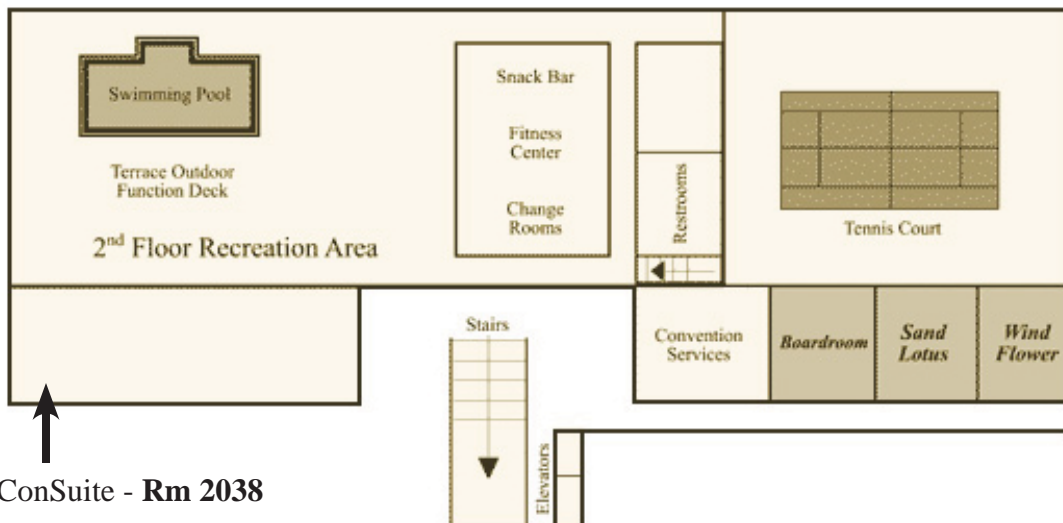 Swimming Pool
Terrace Outdoor
Function Deck
2nd Floor Recreation Area
Snack Bar
Fitness
Center
Change
Rooms
Restrooms
Tennis Court
Stairs
Convention
Services
Boardroom
Sand
Lotus
Wind
Flower
Elevators
ConSuite - Rm 2038